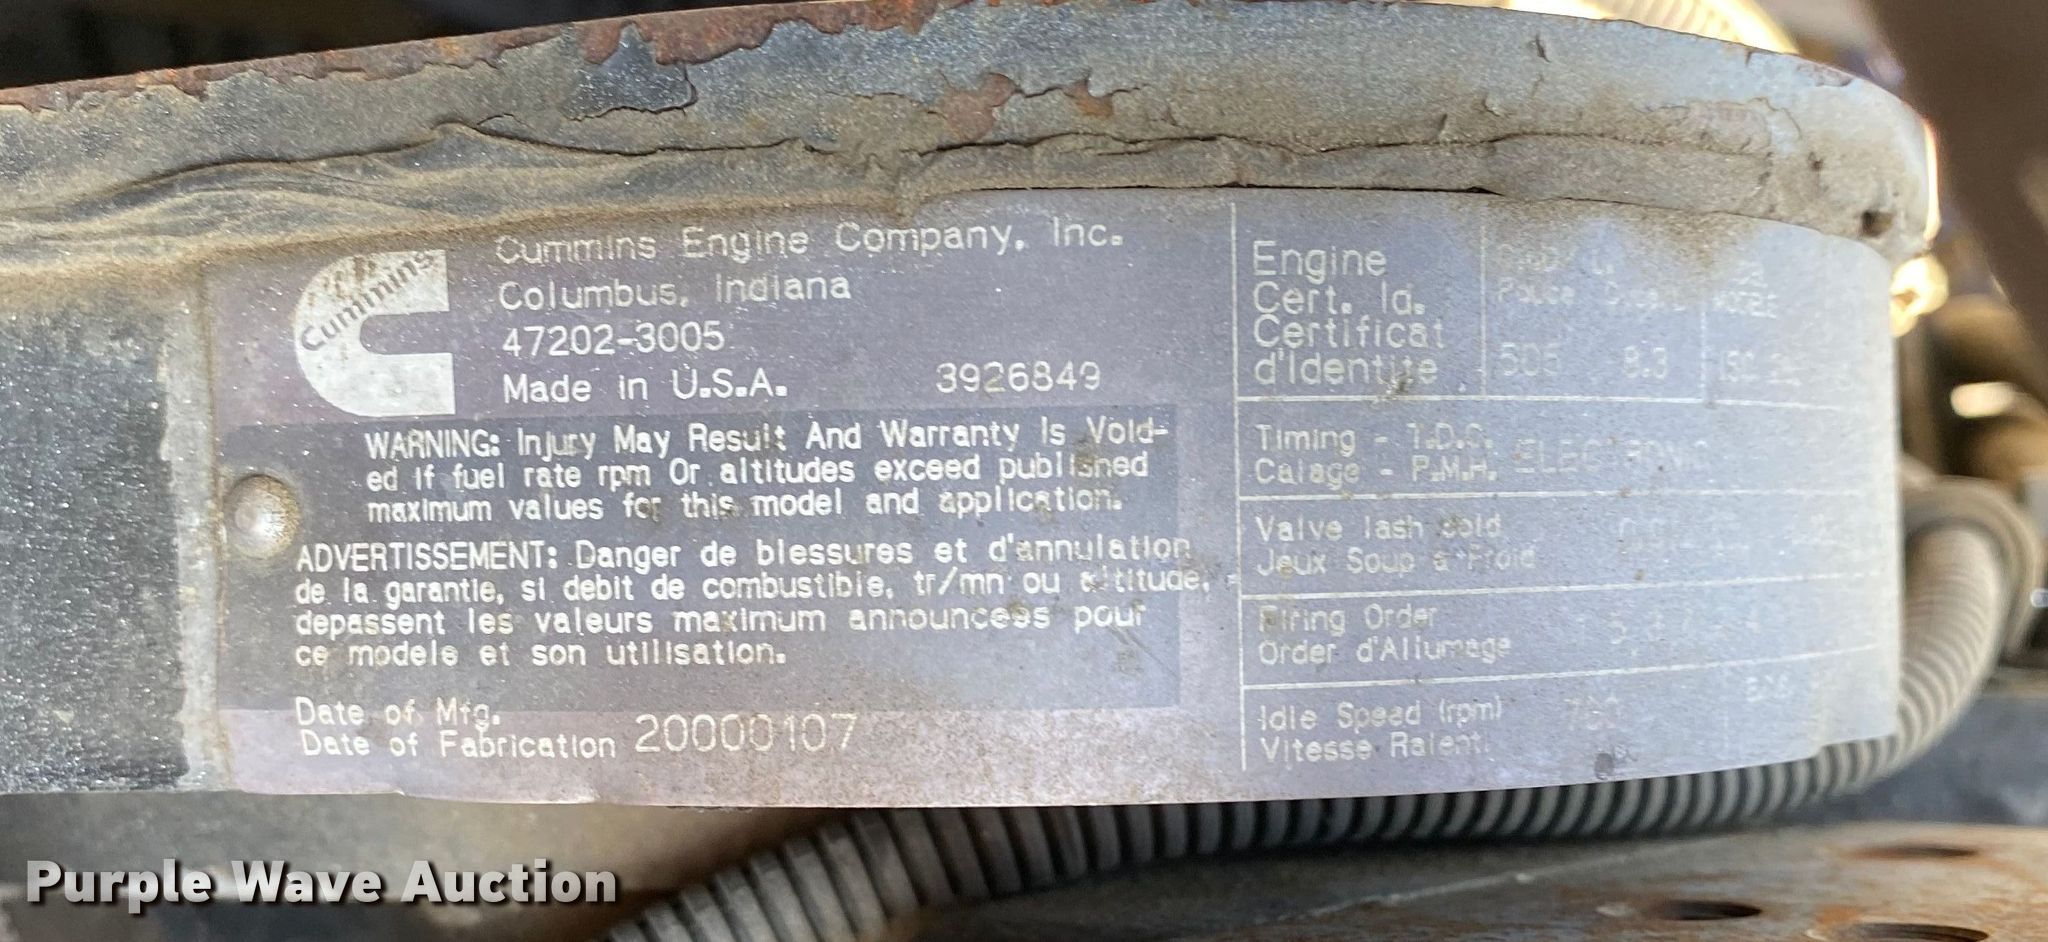 Cummins
Cummins Engine Company, Inc.
Columbus, Indiana
47202-3005
Made in U.S.A. 3926849
WARNING: Injury May Result And Warranty Is Void-
ed if fuel rate rpm Or altitudes exceed published
maximum values for this model and application.
ADVERTISSEMENT: Danger de blessures et d'annulation
de la garantie, si debit de combustible, tr/mn ou altitude,
depassent les valeurs maximum announcees pour
ce modele et son utilisation.
Date of Mfg.
Date of Fabrication 20000107
Engine
Cert. Id.
Certificat
d'Identite
505 8.3 ISC
Timing - T.D.C.
Calage - P.M.H. ELECTRONIC
Valve lash cold
Jeux Soup a Froid
Firing Order
Order d'Allumage
Idle Speed (rpm)
Vitesse Ralenti
Purple Wave Auction